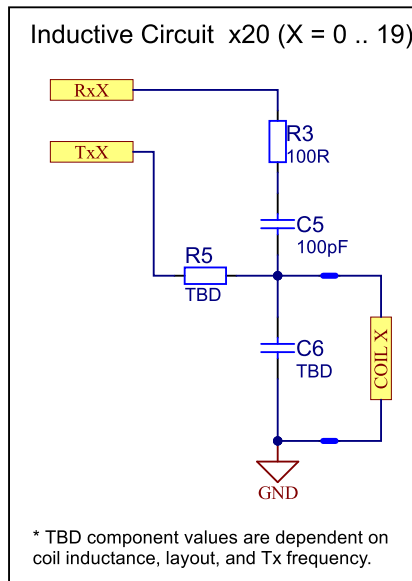 Inductive Circuit x20 (X = 0 .. 19)
RxX
R3
100R
TxX
C5
100pF
R5
TBD
C6
TBD
COIL X
GND
* TBD component values are dependent on
coil inductance, layout, and Tx frequency.